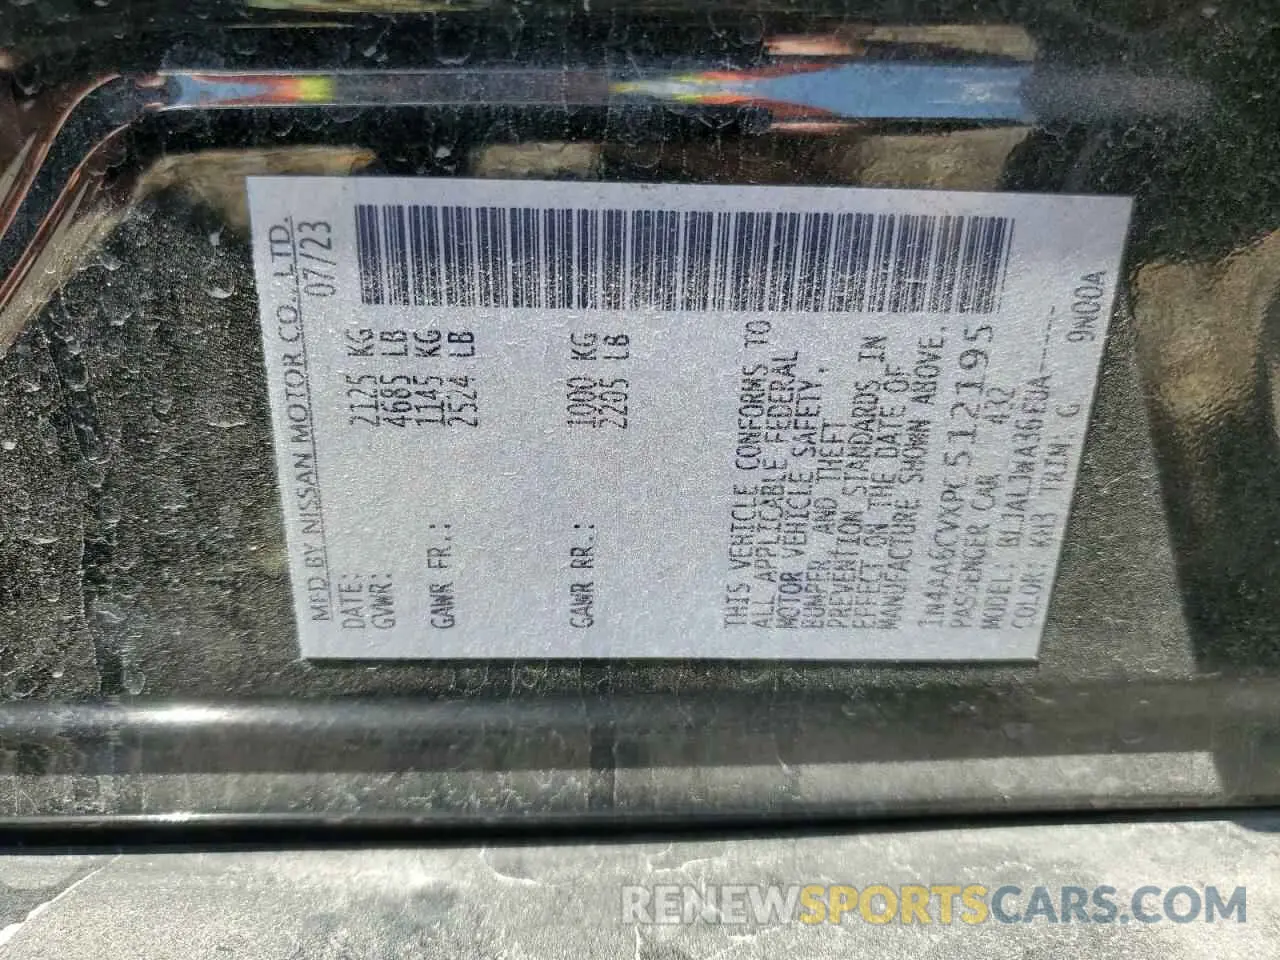 MFD BY NISSAN MOTOR CO., LTD.
DATE: 07/23
GVWR: 2125 KG
4685 LB
GAWR FR.: 1145 KG
2524 LB
GAWR RR.: 1000 KG
2205 LB
THIS VEHICLE CONFORMS TO
ALL APPLICABLE FEDERAL
MOTOR VEHICLE SAFETY,
BUMPER AND THEFT
PREVENTION STANDARDS IN
EFFECT ON THE DATE OF
MANUFACTURE SHOWN ABOVE.
1N4AA6CVXPC512195
PASSENGER CAR 432
MODEL: BLJALJWA36EUA-----
COLOR: KH3 TRIM: G 9N00A
RENEWSPORTSCARS.COM